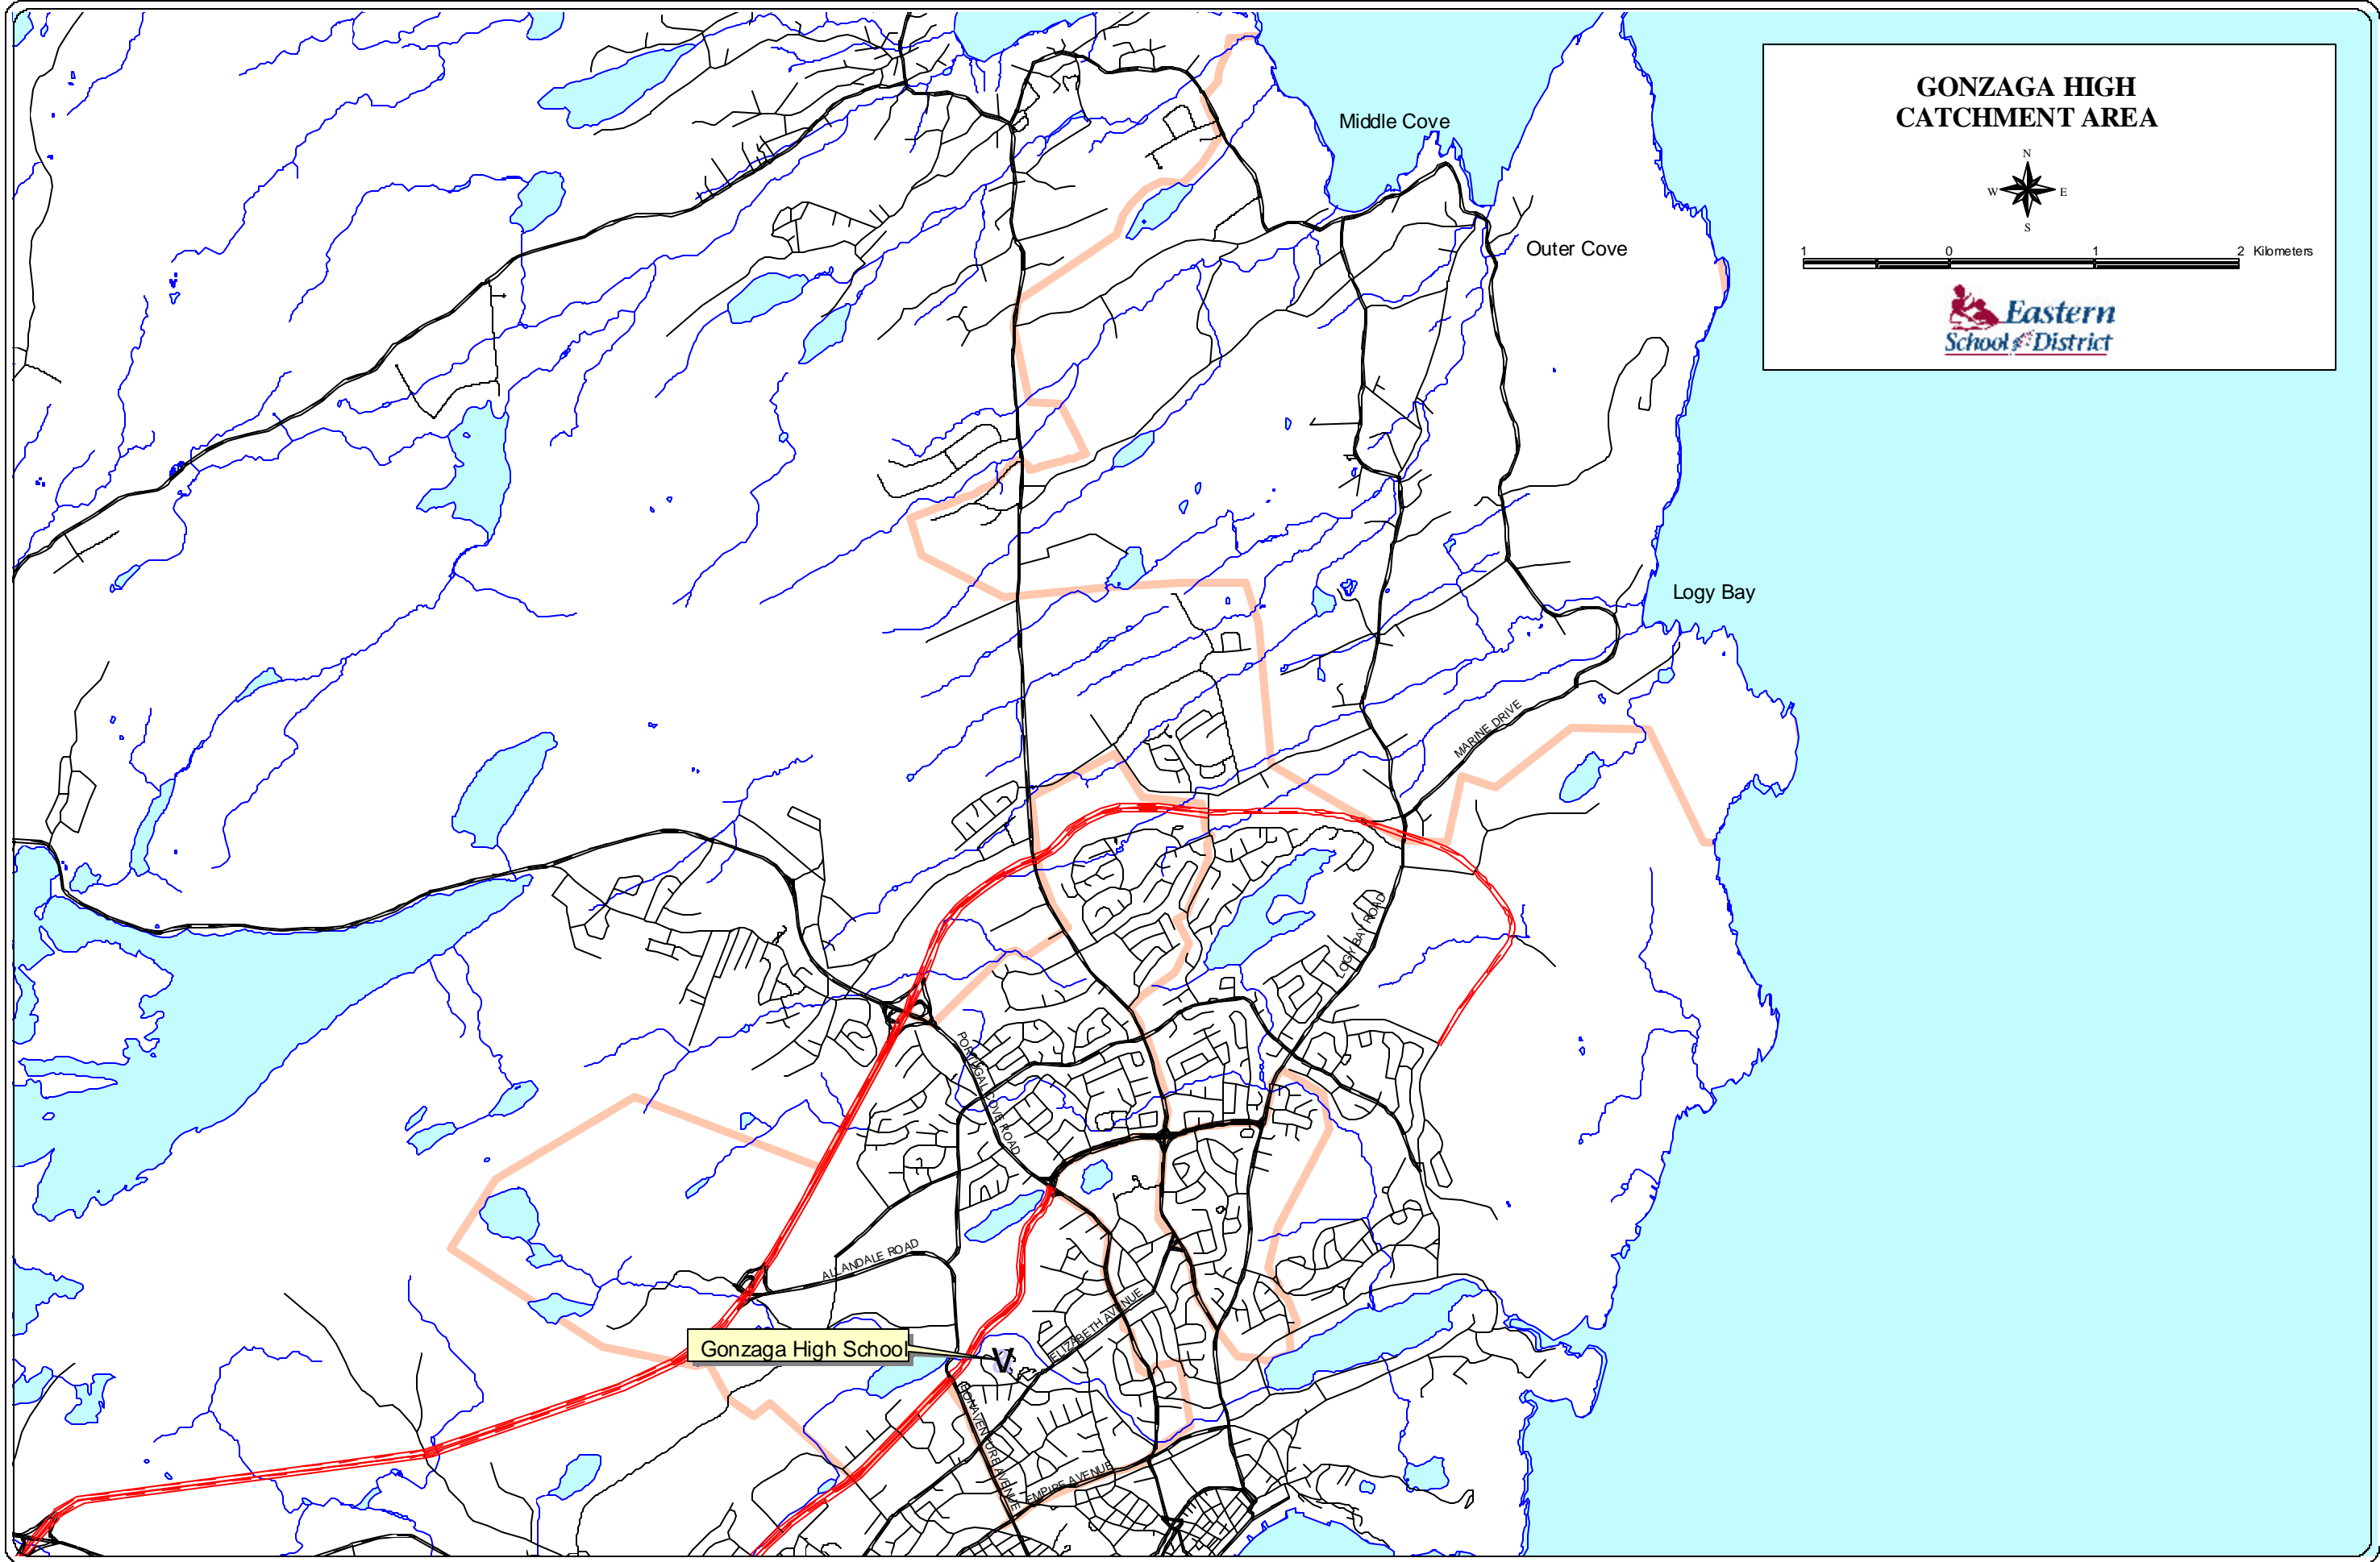 GONZAGA HIGH
CATCHMENT AREA
N
W E
S
1 0 1 2 Kilometers
Eastern
School District
Middle Cove
Outer Cove
Logy Bay
MARINE DRIVE
LOGY BAY ROAD
PORTUGAL COVE ROAD
ALLANDALE ROAD
Gonzaga High School
V
ELIZABETH AVENUE
BONAVENTURE AVENUE
EMPIRE AVENUE